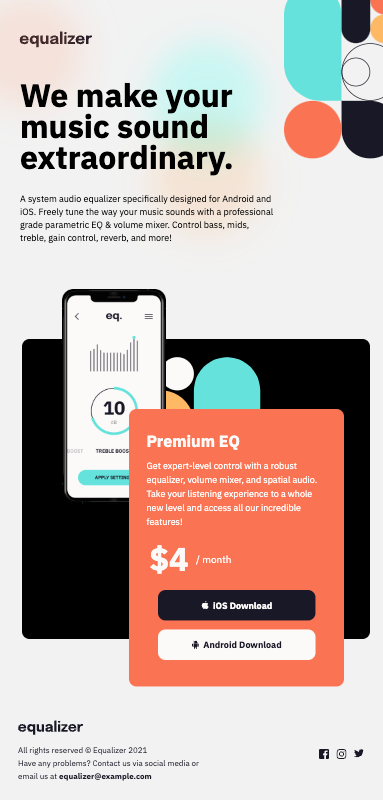 equalizer
We make your
music sound
extraordinary.
A system audio equalizer specifically designed for Android and
iOS. Freely tune the way your music sounds with a professional
grade parametric EQ & volume mixer. Control bass, mids,
treble, gain control, reverb, and more!
eq.
10
dB
BOOST TREBLE BOOS
APPLY SETTING
Premium EQ
Get expert-level control with a robust
equalizer, volume mixer, and spatial audio.
Take your listening experience to a whole
new level and access all our incredible
features!
$4 / month
iOS Download
Android Download
equalizer
All rights reserved © Equalizer 2021
Have any problems? Contact us via social media or
email us at equalizer@example.com